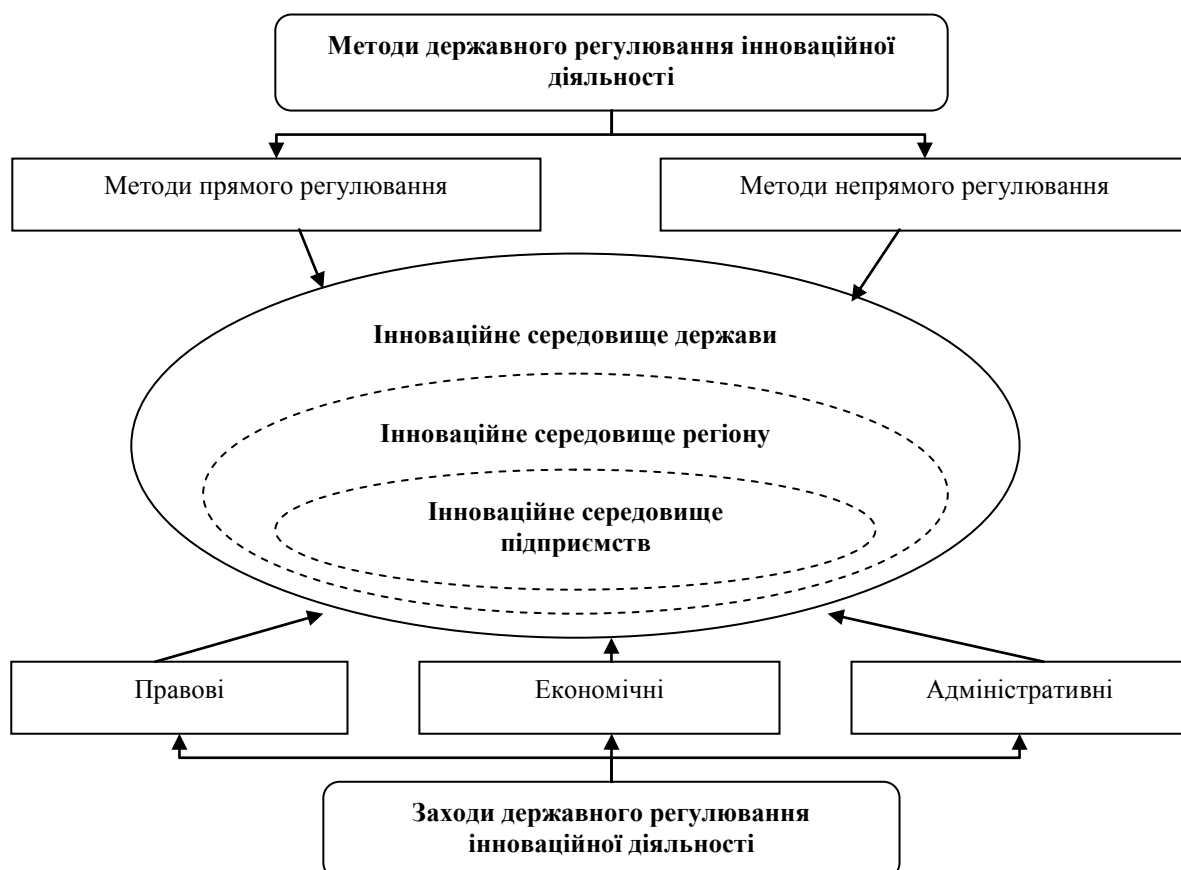 Методи державного регулювання інноваційної
діяльності
Методи прямого регулювання
Методи непрямого регулювання
Інноваційне середовище держави
Інноваційне середовище регіону
Інноваційне середовище
підприємств
Правові
Економічні
Адміністративні
Заходи державного регулювання
інноваційної діяльності